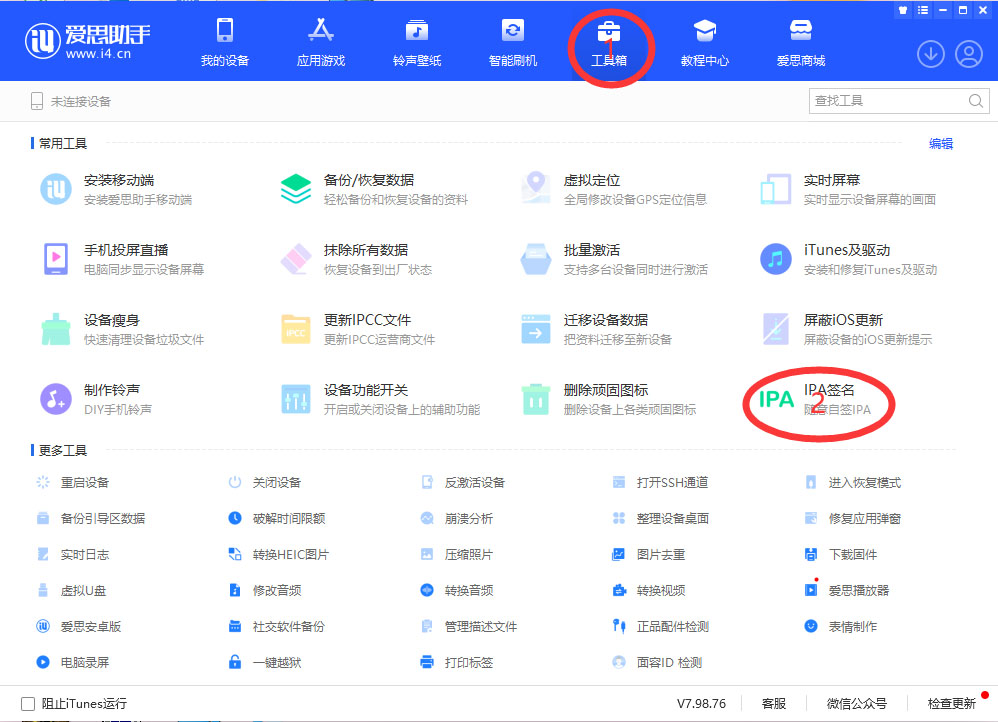 爱思助手
www.i4.cn
我的设备
应用游戏
铃声壁纸
智能刷机
工具箱
1
教程中心
爱思商城
未连接设备
查找工具
常用工具
编辑
安装移动端
安装爱思助手移动端
备份/恢复数据
轻松备份和恢复设备的资料
虚拟定位
全局修改设备GPS定位信息
实时屏幕
实时显示设备屏幕的画面
手机投屏直播
电脑同步显示设备屏幕
抹除所有数据
恢复设备到出厂状态
批量激活
支持多台设备同时进行激活
iTunes及驱动
安装和修复iTunes及驱动
设备瘦身
快速清理设备垃圾文件
IPCC
更新IPCC文件
更新IPCC运营商文件
迁移设备数据
把资料迁移至新设备
屏蔽iOS更新
屏蔽设备的iOS更新提示
制作铃声
DIY手机铃声
设备功能开关
开启或关闭设备上的辅助功能
删除顽固图标
删除设备上各类顽固图标
IPA
IPA签名
随意自签IPA
2
更多工具
重启设备
关闭设备
反激活设备
打开SSH通道
进入恢复模式
备份引导区数据
破解时间限额
崩溃分析
整理设备桌面
修复应用弹窗
实时日志
转换HEIC图片
压缩照片
图片去重
下载固件
虚拟U盘
修改音频
转换音频
转换视频
爱思播放器
爱思安卓版
社交软件备份
管理描述文件
正品配件检测
表情制作
电脑录屏
一键越狱
打印标签
面容ID 检测
阻止iTunes运行
V7.98.76
客服
微信公众号
检查更新